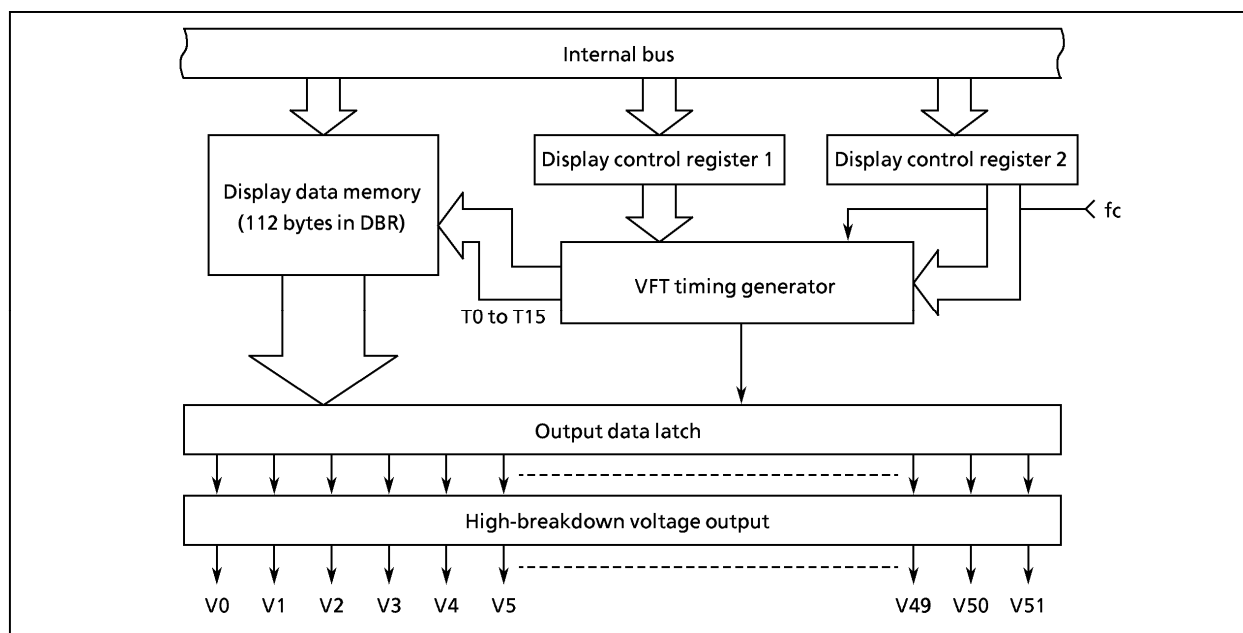 Internal bus
Display data memory
(112 bytes in DBR)
Display control register 1
Display control register 2
fc
VFT timing generator
T0 to T15
Output data latch
High-breakdown voltage output
V0 V1 V2 V3 V4 V5 V49 V50 V51